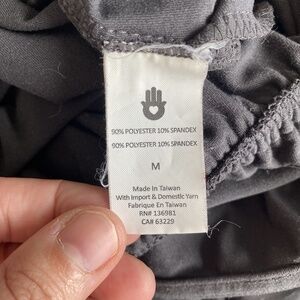 90% POLYESTER 10% SPANDEX
90% POLYESTER 10% SPANDEX
M
Made In Taiwan
With Import & Domestic Yarn
Fabrique En Taiwan
RN# 136981
CA# 63229